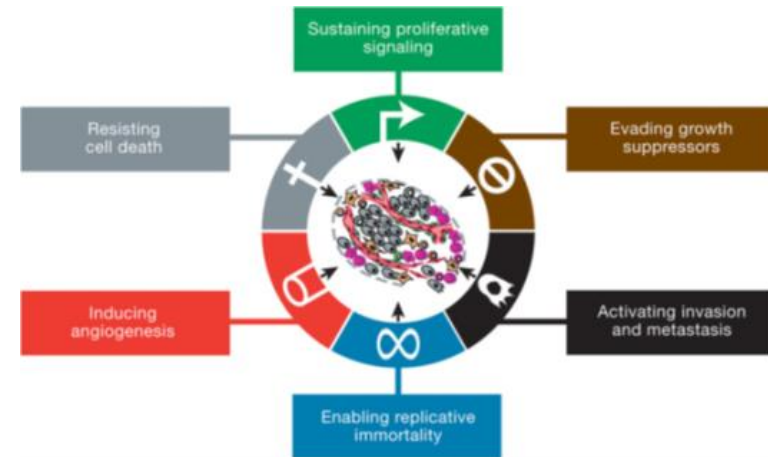 Sustaining proliferative
signaling
Resisting
cell death
Evading growth
suppressors
Inducing
angiogenesis
Activating invasion
and metastasis
Enabling replicative
immortality